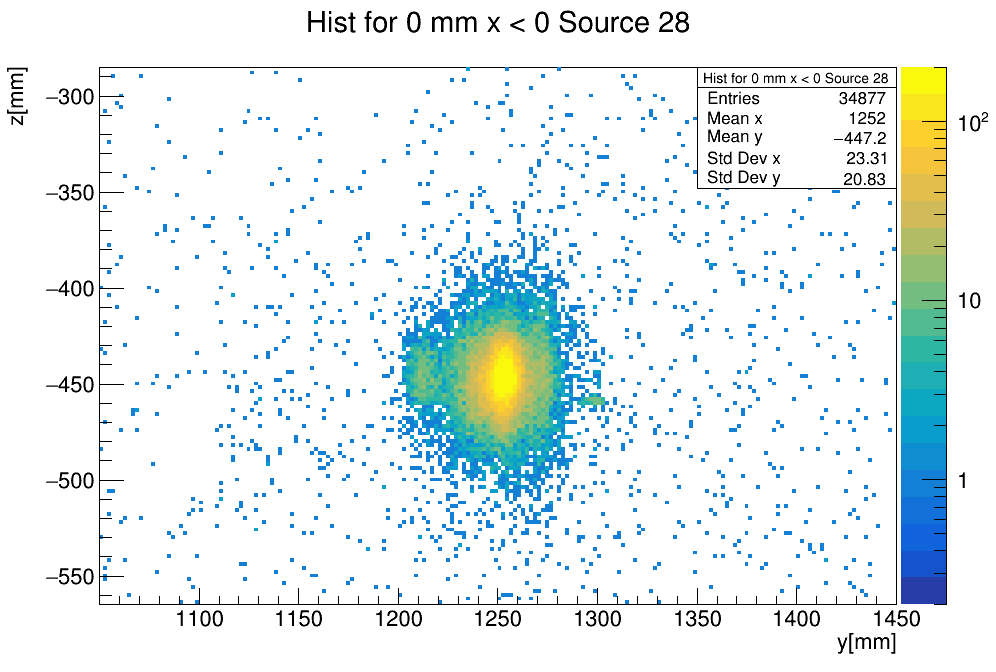 Hist for 0 mm x < 0 Source 28
z[mm]
Hist for 0 mm x < 0 Source 28
Entries 34877
Mean x 1252
Mean y −447.2
Std Dev x 23.31
Std Dev y 20.83
−300
−350
−400
−450
−500
−550
10²
10
1
1100 1150 1200 1250 1300 1350 1400 1450
y[mm]